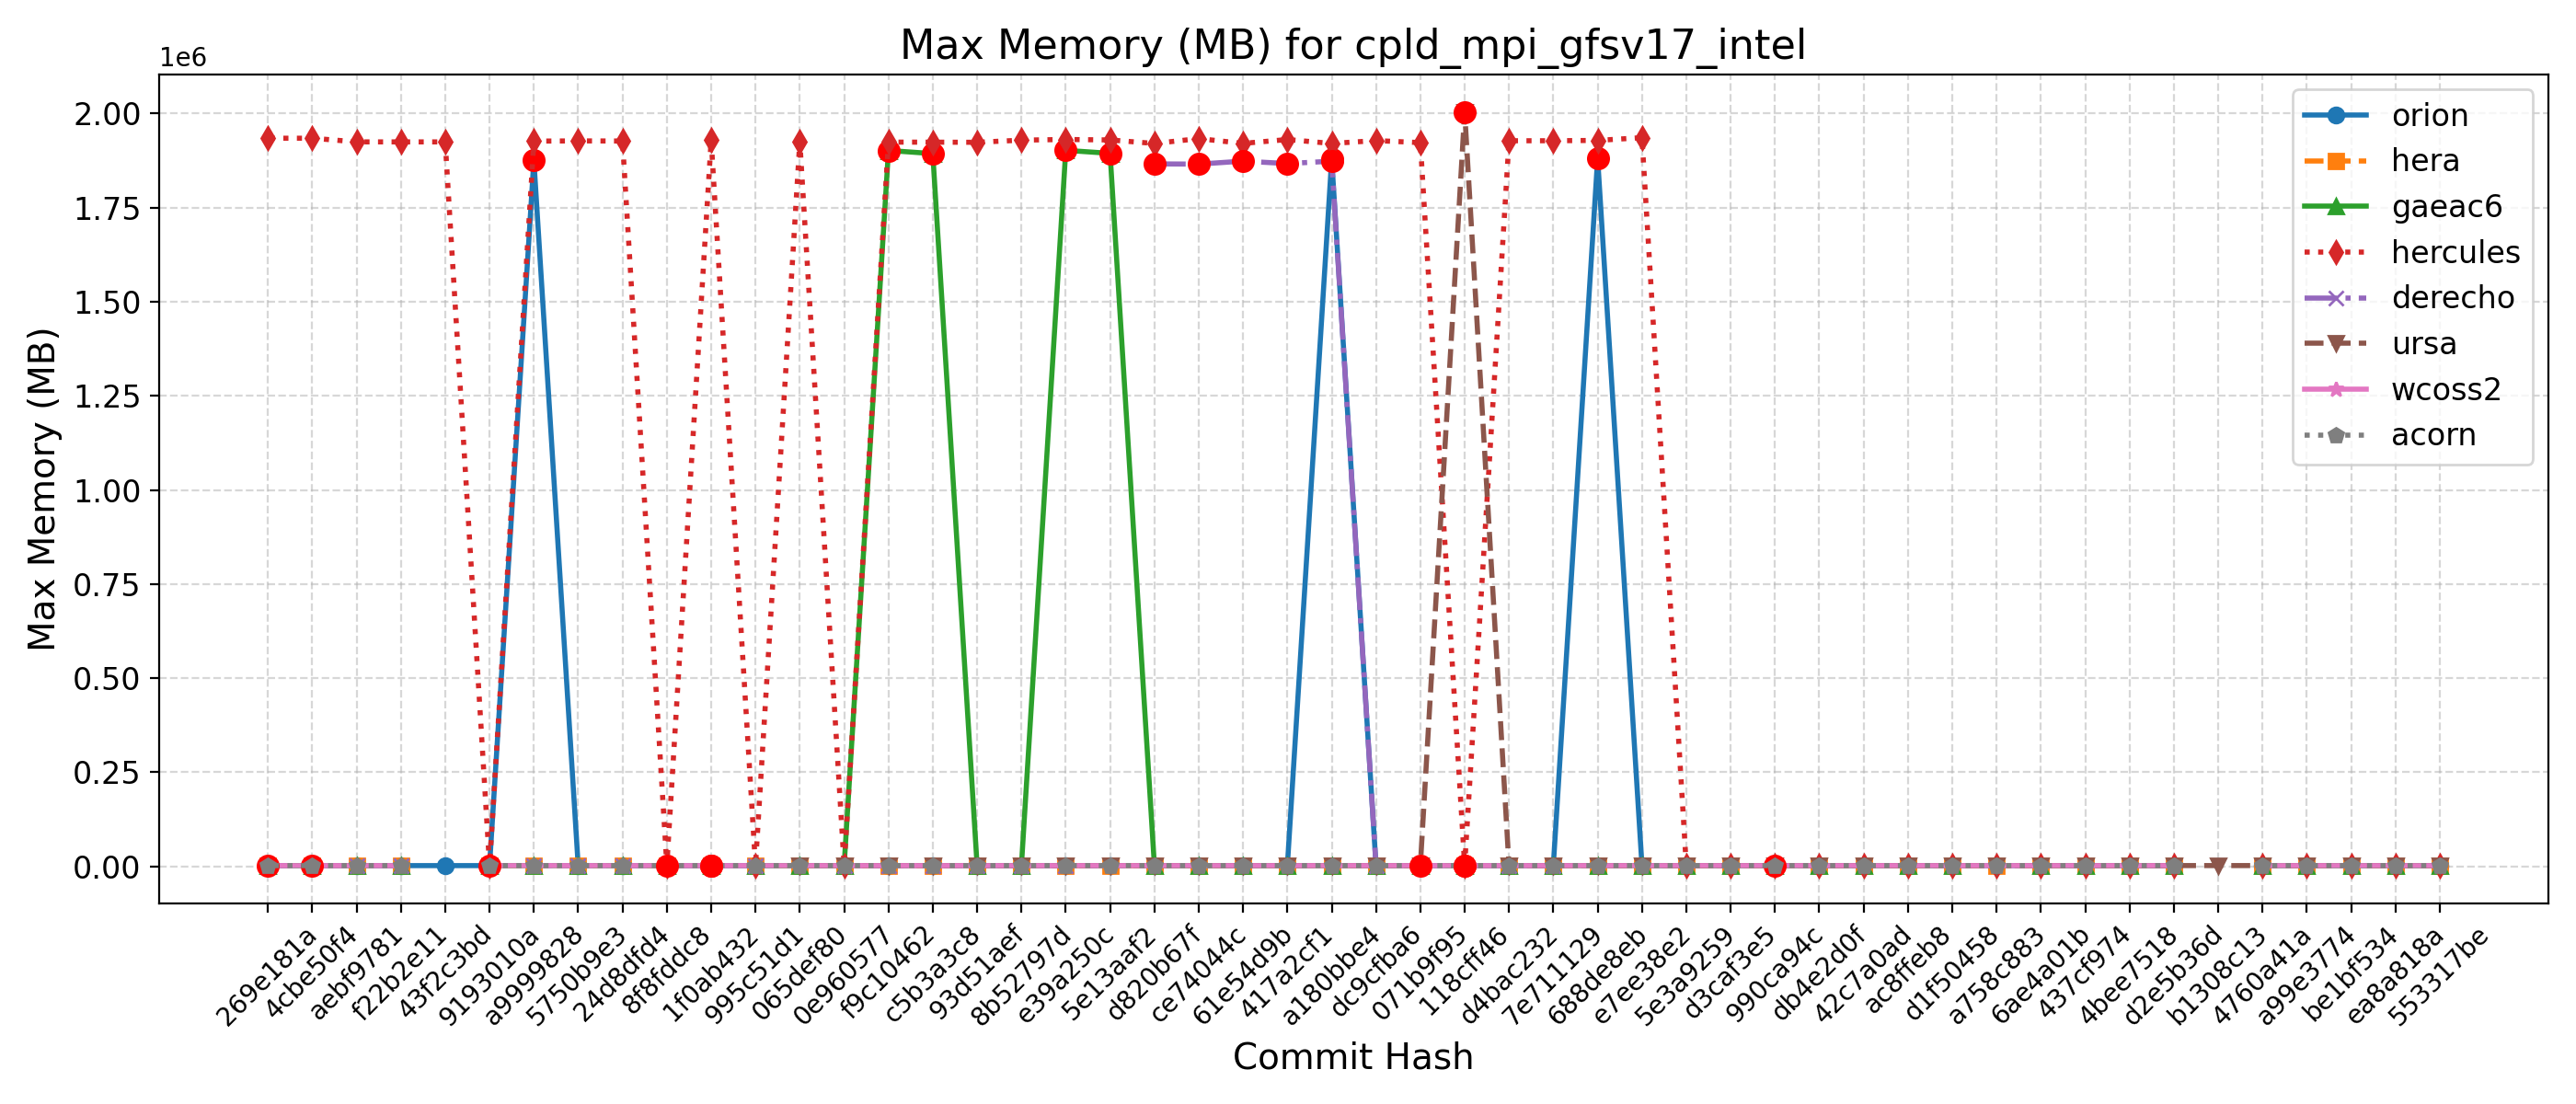 Max Memory (MB) for cpld_mpi_gfsv17_intel
1e6
2.00
1.75
1.50
1.25
1.00
0.75
0.50
0.25
0.00
Max Memory (MB)
orion
hera
gaeac6
hercules
derecho
ursa
wcoss2
acorn
269e181a
4cbe50f4
aebf9781
f22b2e11
43f2c3bd
9193010a
a9999828
5750b9e3
24d8dfd4
8f8fddc8
1f0ab432
995c51d1
065def80
0e960577
f9c10462
c5b3a3c8
93d51aef
8b52797d
e39a250c
5e13aaf2
d820b67f
ce74044c
61e54d9b
417a2cf1
a180bbe4
dc9cfba6
071b9f95
118cff46
d4bac232
7e711129
688de8eb
e7ee38e2
5e3a9259
d3caf3e5
990ca94c
db4e2d0f
42c7a0ad
ac8ffeb8
d1f50458
a758c883
6ae4a01b
437cf974
4bee7518
d2e5b36d
b1308c13
4760a41a
a99e3774
be1bf534
ea8a818a
553317be
Commit Hash